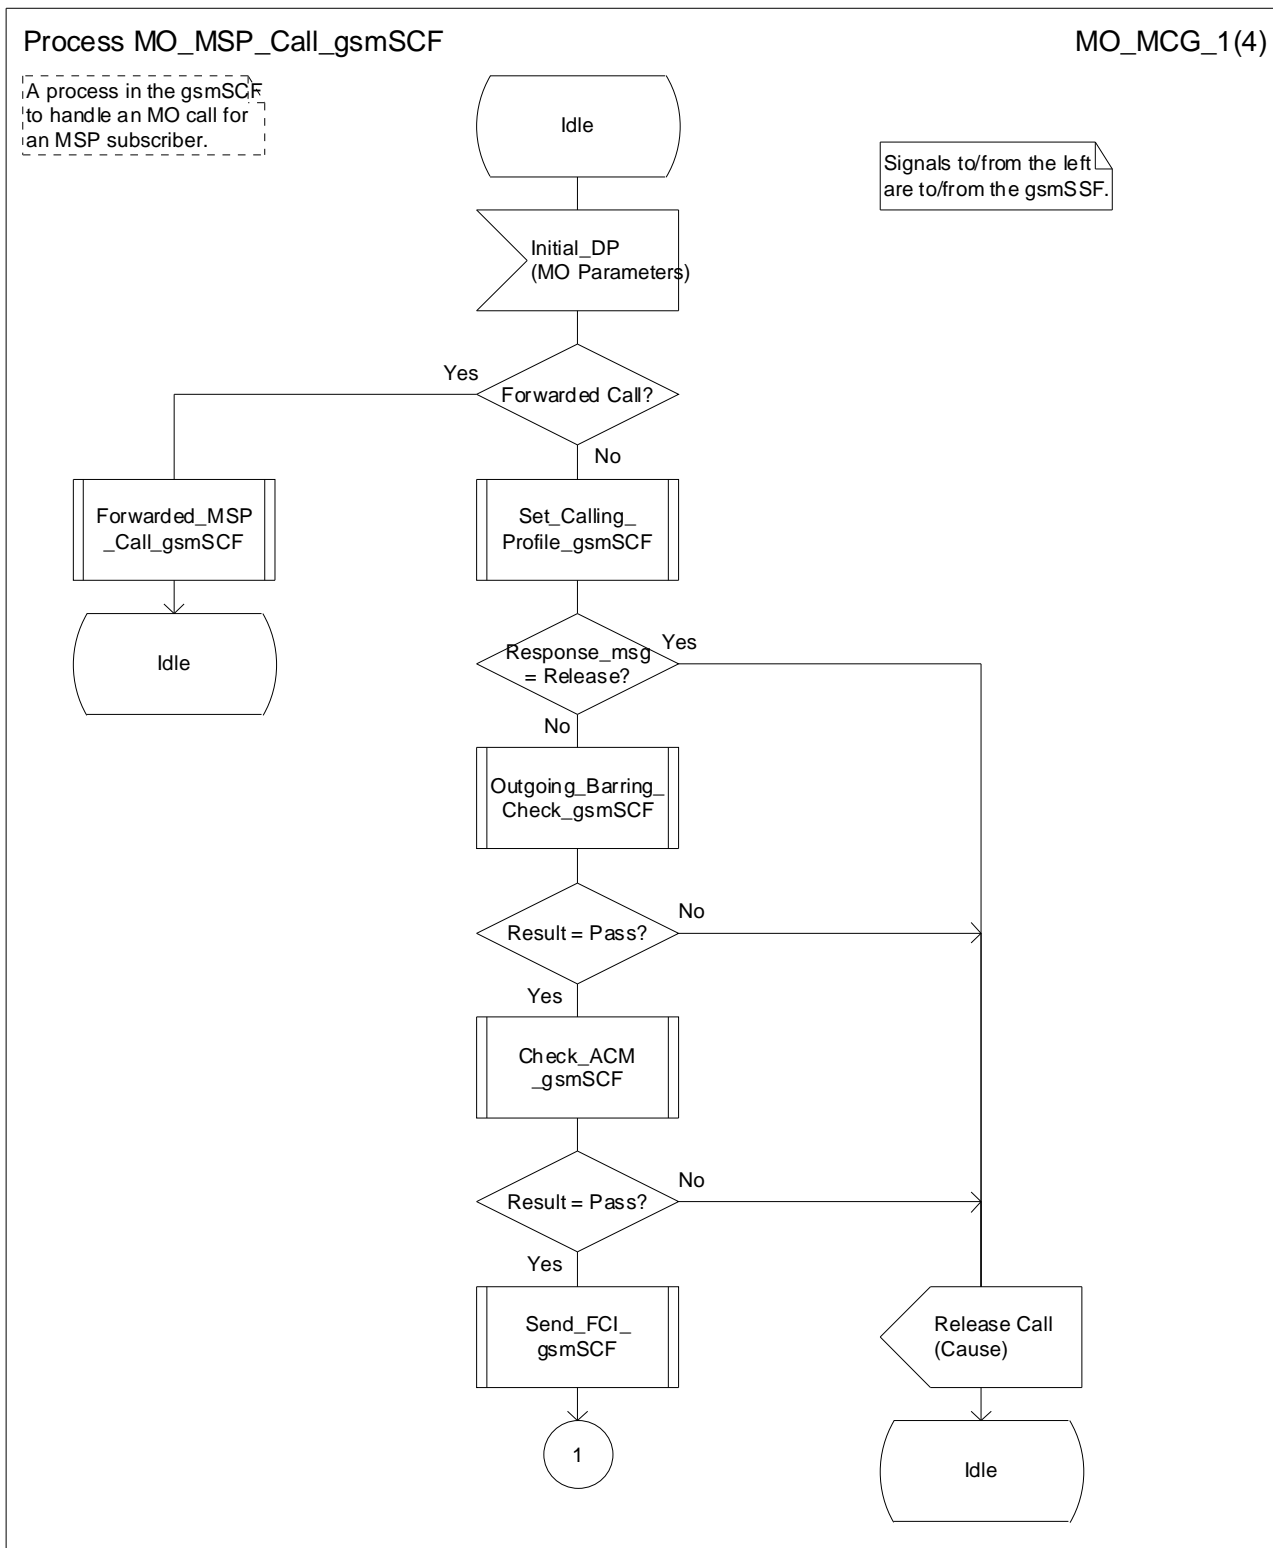 Process MO_MSP_Call_gsmSCF
MO_MCG_1(4)
A process in the gsmSCF
to handle an MO call for
an MSP subscriber.
Idle
Signals to/from the left
are to/from the gsmSSF.
Initial_DP
(MO Parameters)
Yes
Forwarded Call?
No
Forwarded_MSP
_Call_gsmSCF
Set_Calling_
Profile_gsmSCF
Idle
Response_msg
= Release?
Yes
No
Outgoing_Barring_
Check_gsmSCF
Result = Pass?
No
Yes
Check_ACM
_gsmSCF
Result = Pass?
No
Yes
Send_FCI_
gsmSCF
Release Call
(Cause)
1
Idle